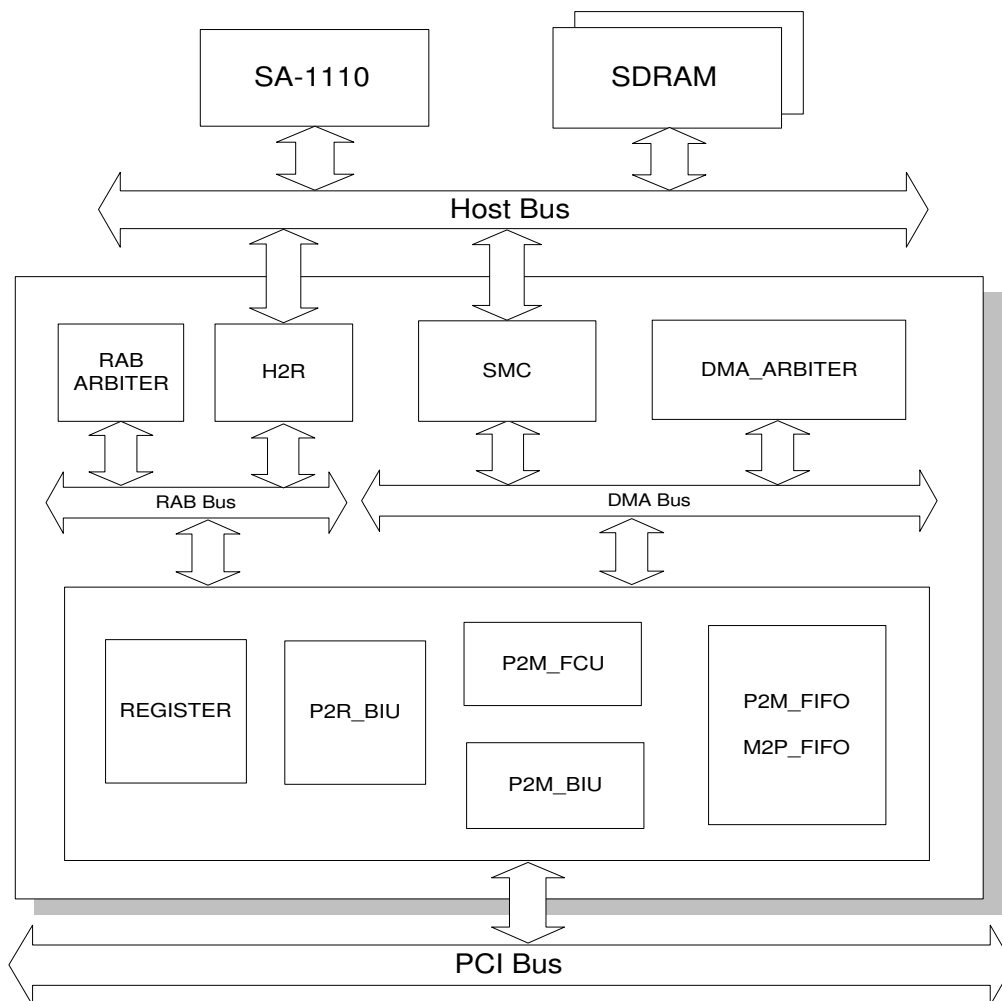 SA-1110
SDRAM
Host Bus
RAB
ARBITER
H2R
SMC
DMA_ARBITER
RAB Bus
DMA Bus
REGISTER
P2R_BIU
P2M_FCU
P2M_BIU
P2M_FIFO
M2P_FIFO
PCI Bus